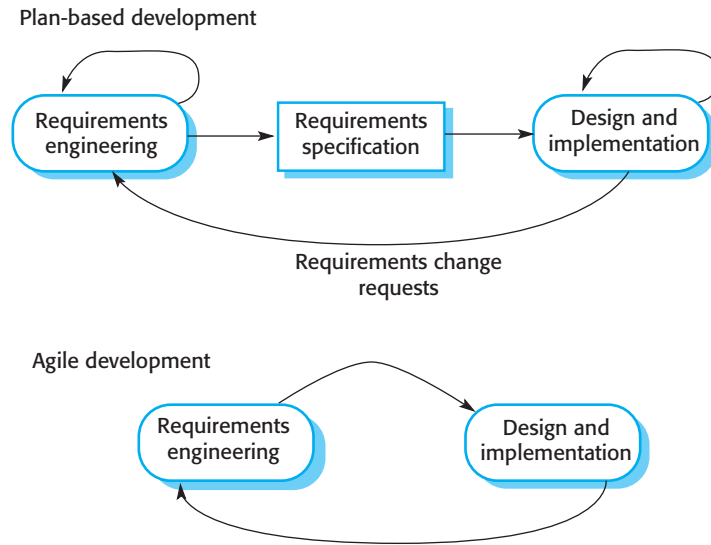 Plan-based development
Requirements
engineering
Requirements
specification
Design and
implementation
Requirements change
requests
Agile development
Requirements
engineering
Design and
implementation